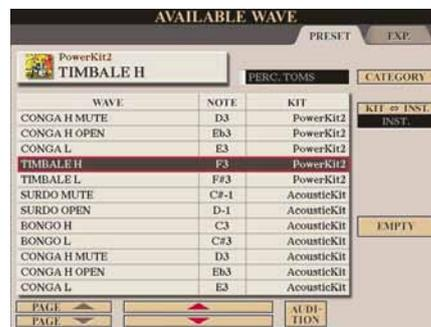 AVAILABLE WAVE
PRESET EXP.
PowerKit2
TIMBALE H
PERC. TOMS CATEGORY
WAVE NOTE KIT
KIT ⇔ INST.
INST.
CONGA H MUTE D3 PowerKit2
CONGA H OPEN Eb3 PowerKit2
CONGA L E3 PowerKit2
TIMBALE H F3 PowerKit2
TIMBALE L F#3 PowerKit2
SURDO MUTE C#-1 AcousticKit
SURDO OPEN D-1 AcousticKit
BONGO H C3 AcousticKit
BONGO L C#3 AcousticKit
EMPTY
CONGA H MUTE D3 AcousticKit
CONGA H OPEN Eb3 AcousticKit
CONGA L E3 AcousticKit
PAGE
PAGE
AUDI-
TION